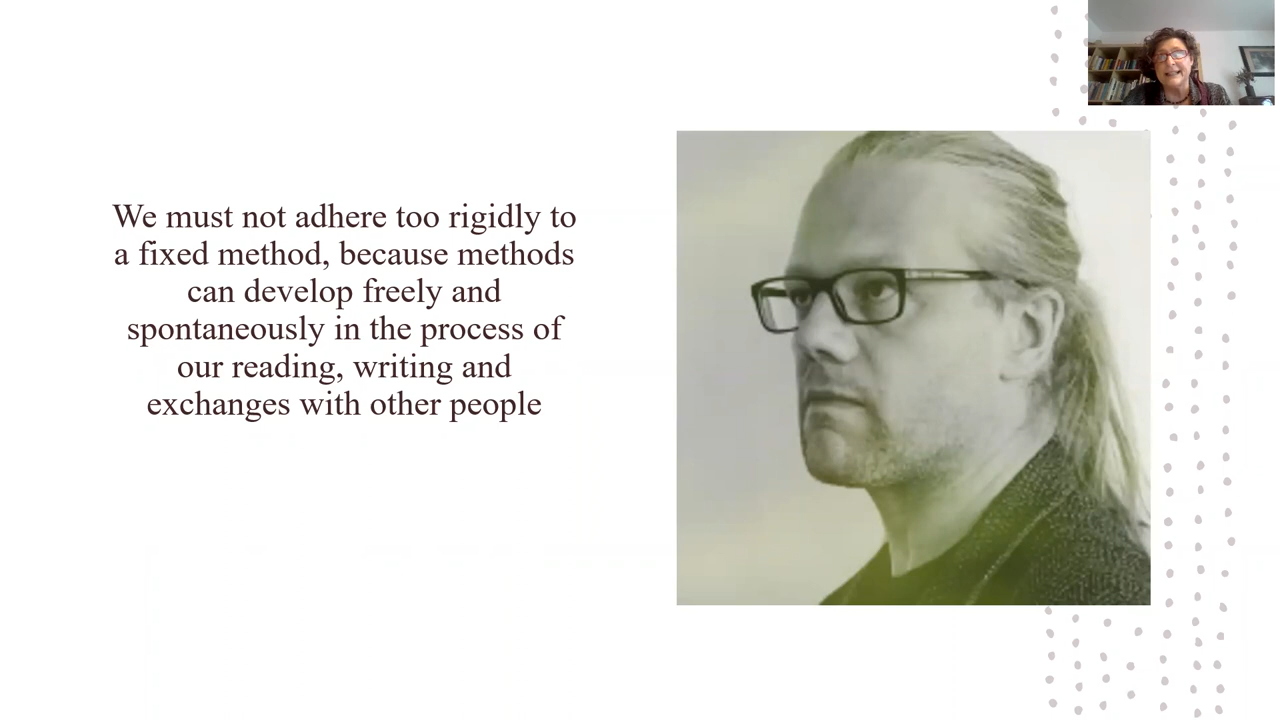 We must not adhere too rigidly to
a fixed method, because methods
can develop freely and
spontaneously in the process of
our reading, writing and
exchanges with other people